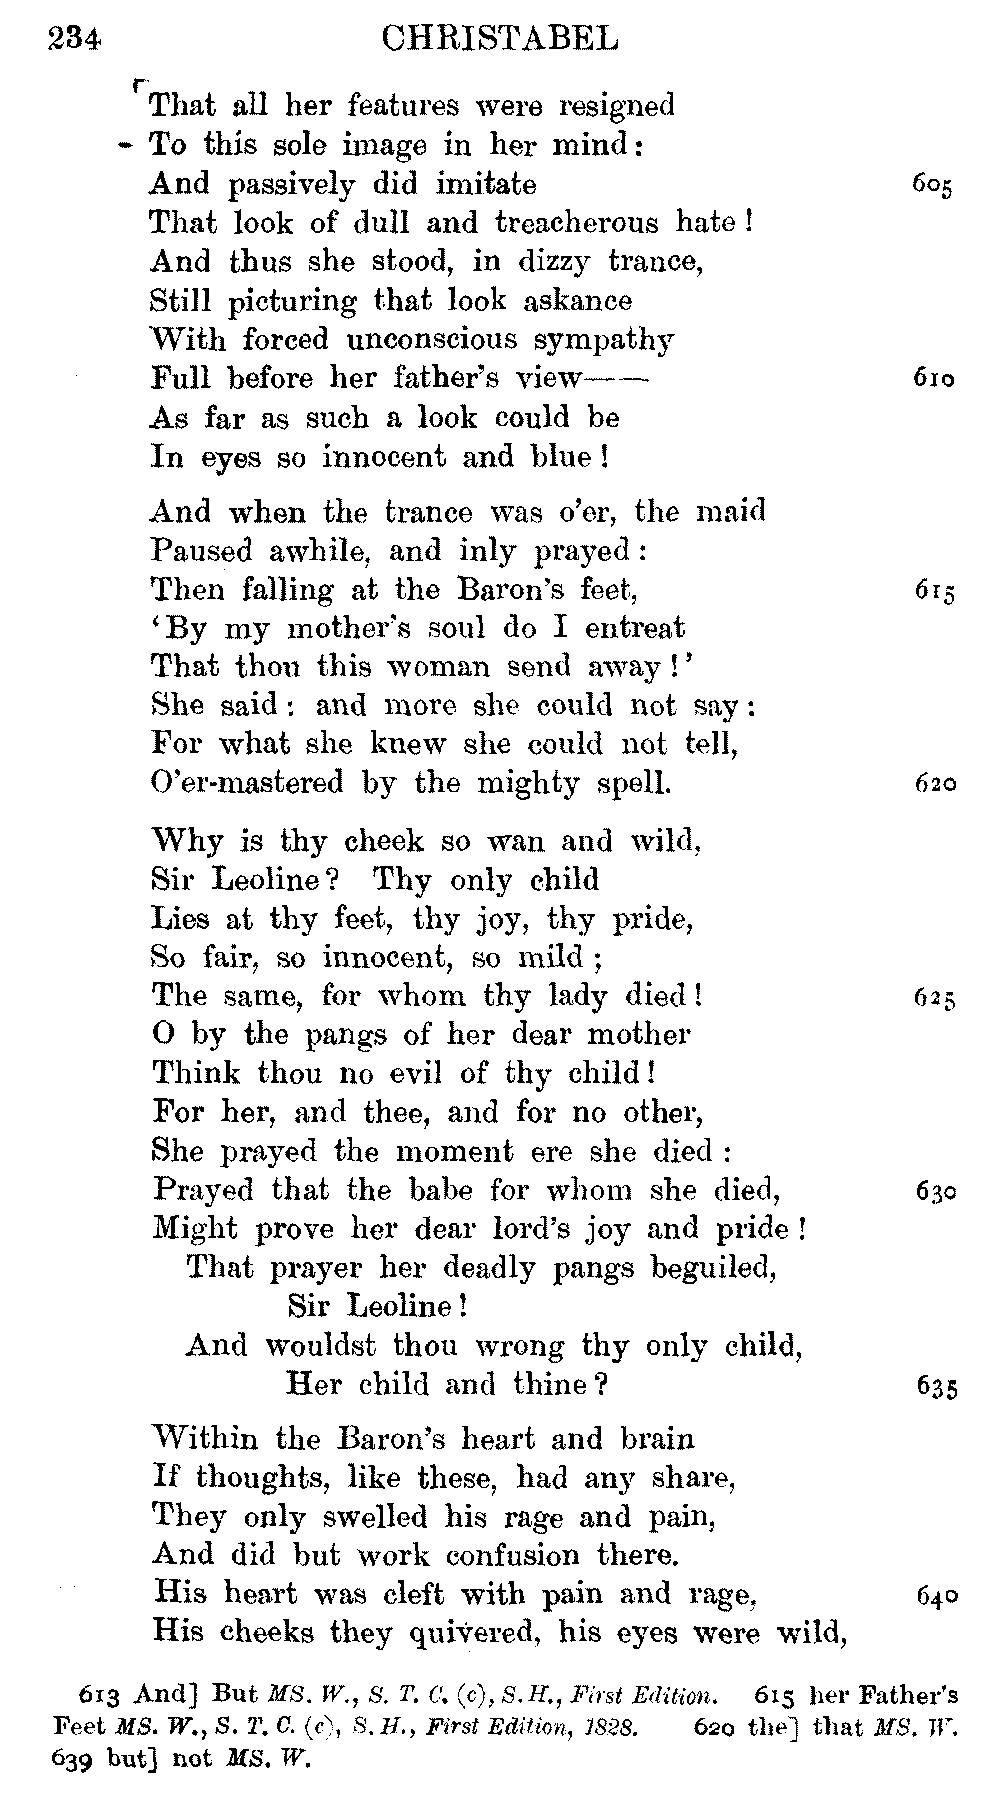 234 CHRISTABEL
That all her features were resigned
To this sole image in her mind:
And passively did imitate 605
That look of dull and treacherous hate!
And thus she stood, in dizzy trance,
Still picturing that look askance
With forced unconscious sympathy
Full before her father's view—— 610
As far as such a look could be
In eyes so innocent and blue!
And when the trance was o'er, the maid
Paused awhile, and inly prayed:
Then falling at the Baron's feet, 615
'By my mother's soul do I entreat
That thou this woman send away!'
She said: and more she could not say:
For what she knew she could not tell,
O'er-mastered by the mighty spell. 620
Why is thy cheek so wan and wild,
Sir Leoline? Thy only child
Lies at thy feet, thy joy, thy pride,
So fair, so innocent, so mild;
The same, for whom thy lady died! 625
O by the pangs of her dear mother
Think thou no evil of thy child!
For her, and thee, and for no other,
She prayed the moment ere she died:
Prayed that the babe for whom she died, 630
Might prove her dear lord's joy and pride!
That prayer her deadly pangs beguiled,
Sir Leoline!
And wouldst thou wrong thy only child,
Her child and thine? 635
Within the Baron's heart and brain
If thoughts, like these, had any share,
They only swelled his rage and pain,
And did but work confusion there.
His heart was cleft with pain and rage, 640
His cheeks they quivered, his eyes were wild,
613 And] But MS. W., S. T. C. (c), S. H., First Edition. 615 her Father's
Feet MS. W., S. T. C. (c), S. H., First Edition, 1828. 620 the] that MS. W.
639 but] not MS. W.